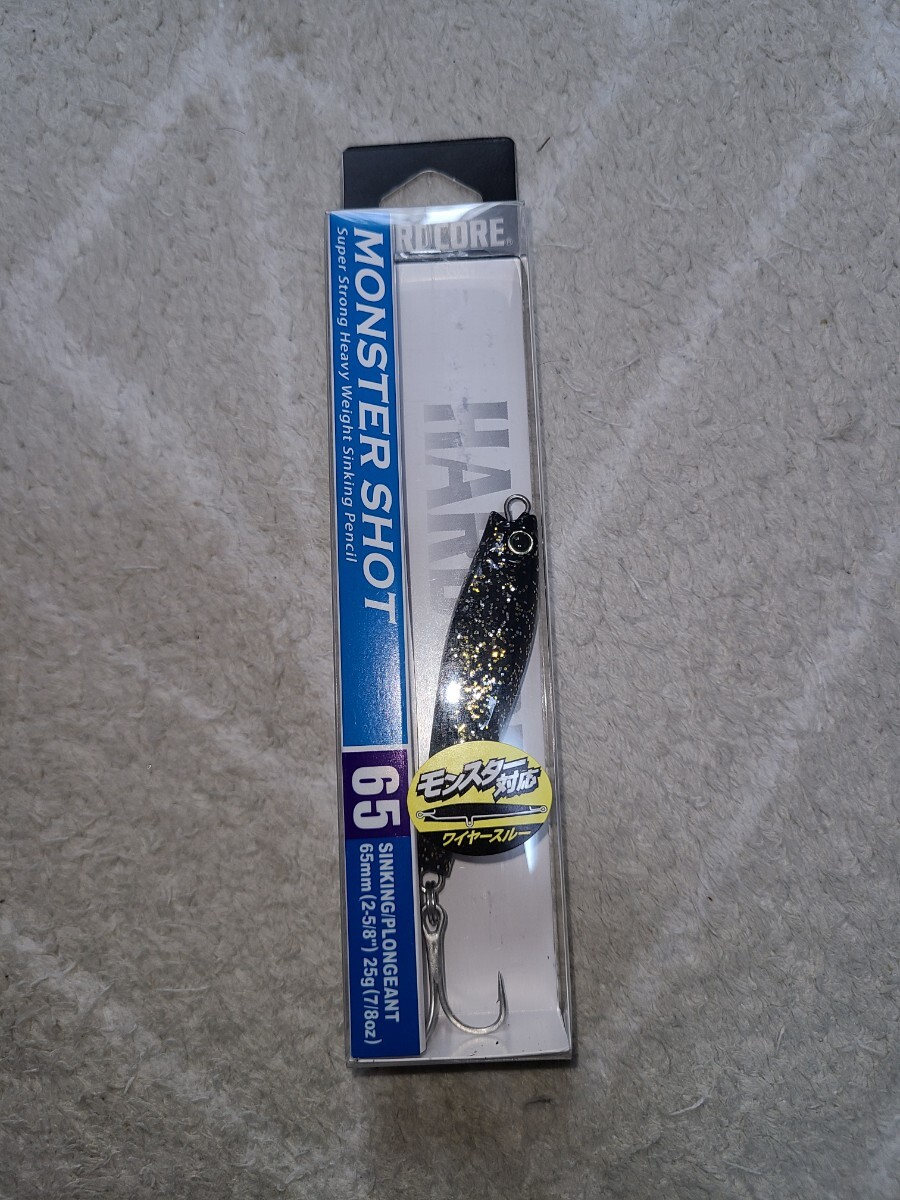 RDCORE®
MONSTER SHOT
Super Strong Heavy Weight Sinking Pencil
65
SINKING/PLONGEANT
65mm (2-5/8") 25g (7/8oz)
HARD
モンスター対応
ワイヤースルー